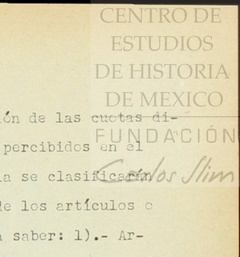 CENTRO DE
ESTUDIOS
DE HISTORIA
DE MEXICO
ón de las cuotas di-
FUNDACIÓN
percibidos en el
Carlos Slim
a se clasificarán
de los artículos
a saber: 1).- Ar-